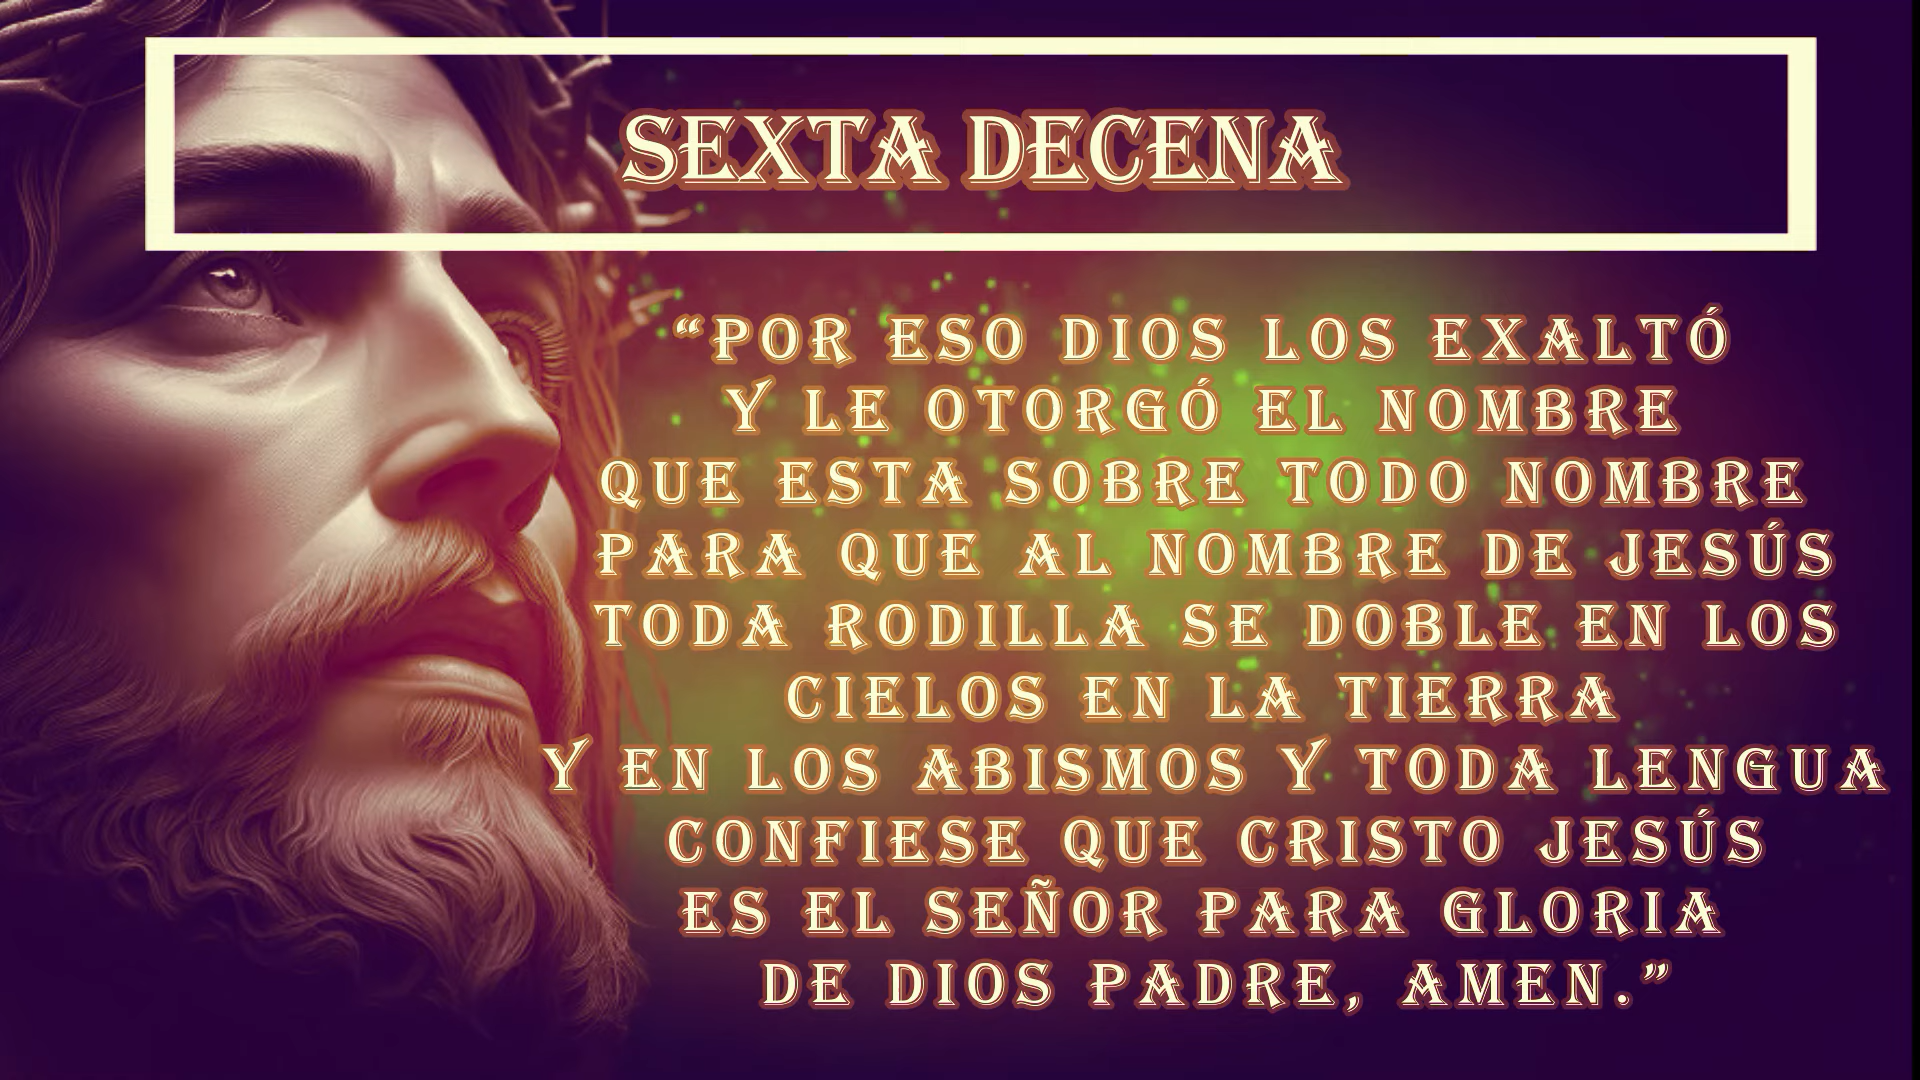 SEXTA DECENA
“POR ESO DIOS LOS EXALTÓ
Y LE OTORGÓ EL NOMBRE
QUE ESTA SOBRE TODO NOMBRE
PARA QUE AL NOMBRE DE JESÚS
TODA RODILLA SE DOBLE EN LOS
CIELOS EN LA TIERRA
Y EN LOS ABISMOS Y TODA LENGUA
CONFIESE QUE CRISTO JESÚS
ES EL SEÑOR PARA GLORIA
DE DIOS PADRE, AMEN.”